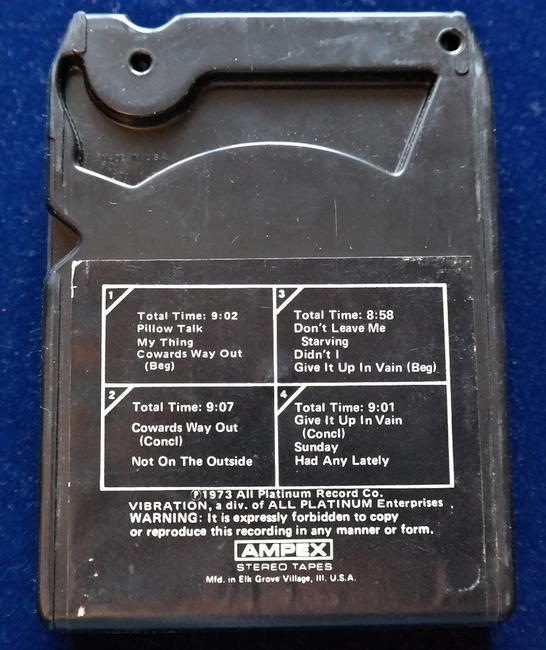 MADE IN U.S.A.
1
Total Time: 9:02
Pillow Talk
My Thing
Cowards Way Out
(Beg)
2
Total Time: 9:07
Cowards Way Out
(Concl)
Not On The Outside
3
Total Time: 8:58
Don't Leave Me
Starving
Didn't I
Give It Up In Vain (Beg)
4
Total Time: 9:01
Give It Up In Vain
(Concl)
Sunday
Had Any Lately
Ⓟ1973 All Platinum Record Co.
VIBRATION, a div. of ALL PLATINUM Enterprises
WARNING: It is expressly forbidden to copy
or reproduce this recording in any manner or form.
AMPEX
STEREO TAPES
Mfd. in Elk Grove Village, Ill. U.S.A.